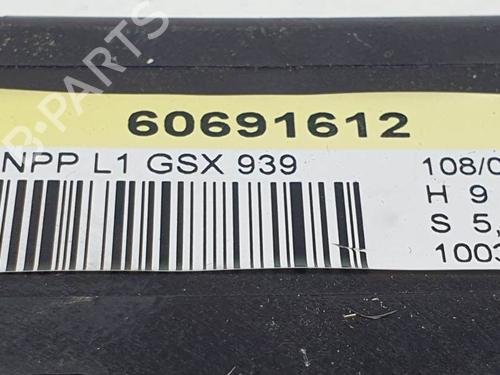 60691612
NPP L1 GSX 939
108/0
H 9
S 5,
1003
B-PARTS